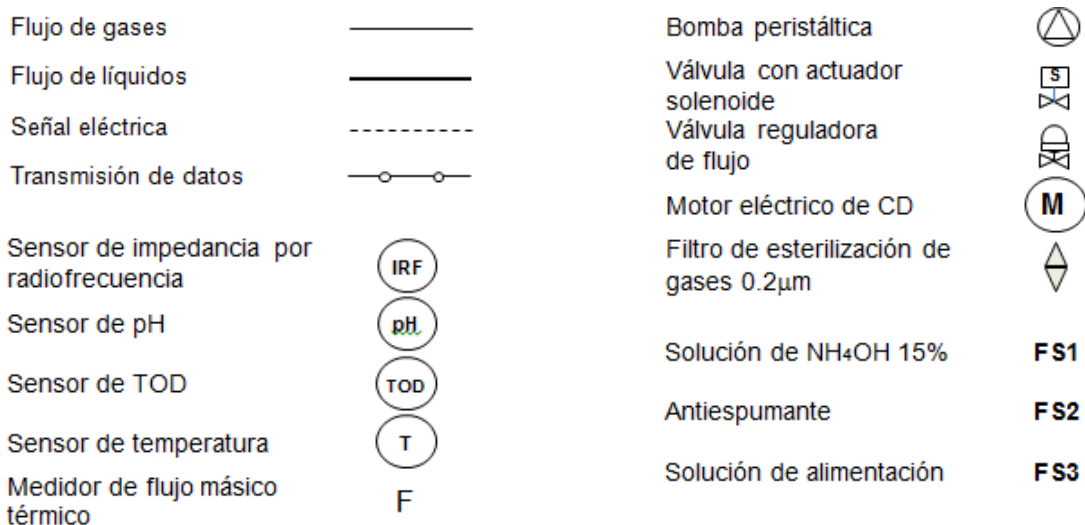 Flujo de gases
Flujo de líquidos
Señal eléctrica
Transmisión de datos
Sensor de impedancia por
radiofrecuencia
IRF
Sensor de pH
pH
Sensor de TOD
TOD
Sensor de temperatura
T
Medidor de flujo másico
térmico
F
Bomba peristáltica
Válvula con actuador
solenoide
S
Válvula reguladora
de flujo
Motor eléctrico de CD
M
Filtro de esterilización de
gases 0.2µm
Solución de NH₄OH 15%
FS1
Antiespumante
FS2
Solución de alimentación
FS3